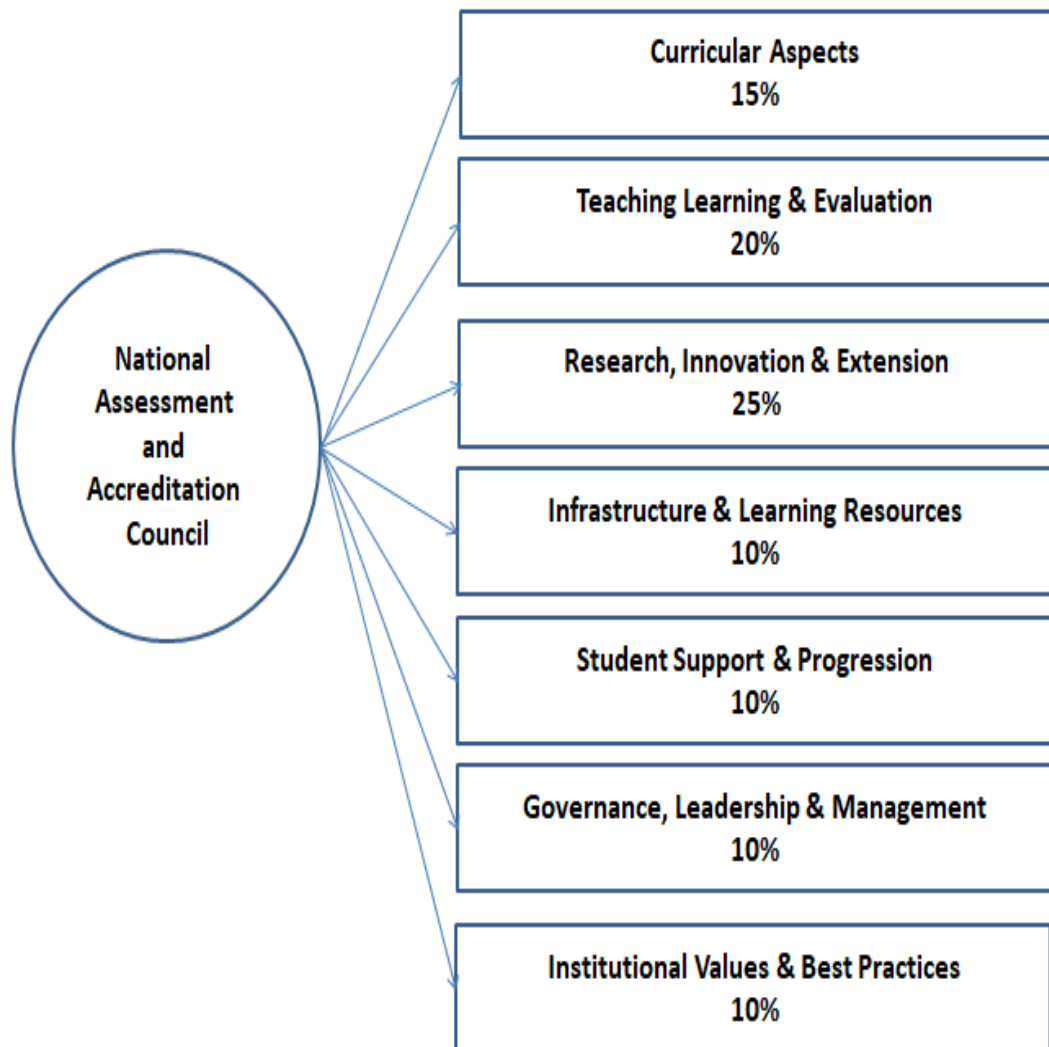 National
Assessment
and
Accreditation
Council
Curricular Aspects
15%
Teaching Learning & Evaluation
20%
Research, Innovation & Extension
25%
Infrastructure & Learning Resources
10%
Student Support & Progression
10%
Governance, Leadership & Management
10%
Institutional Values & Best Practices
10%